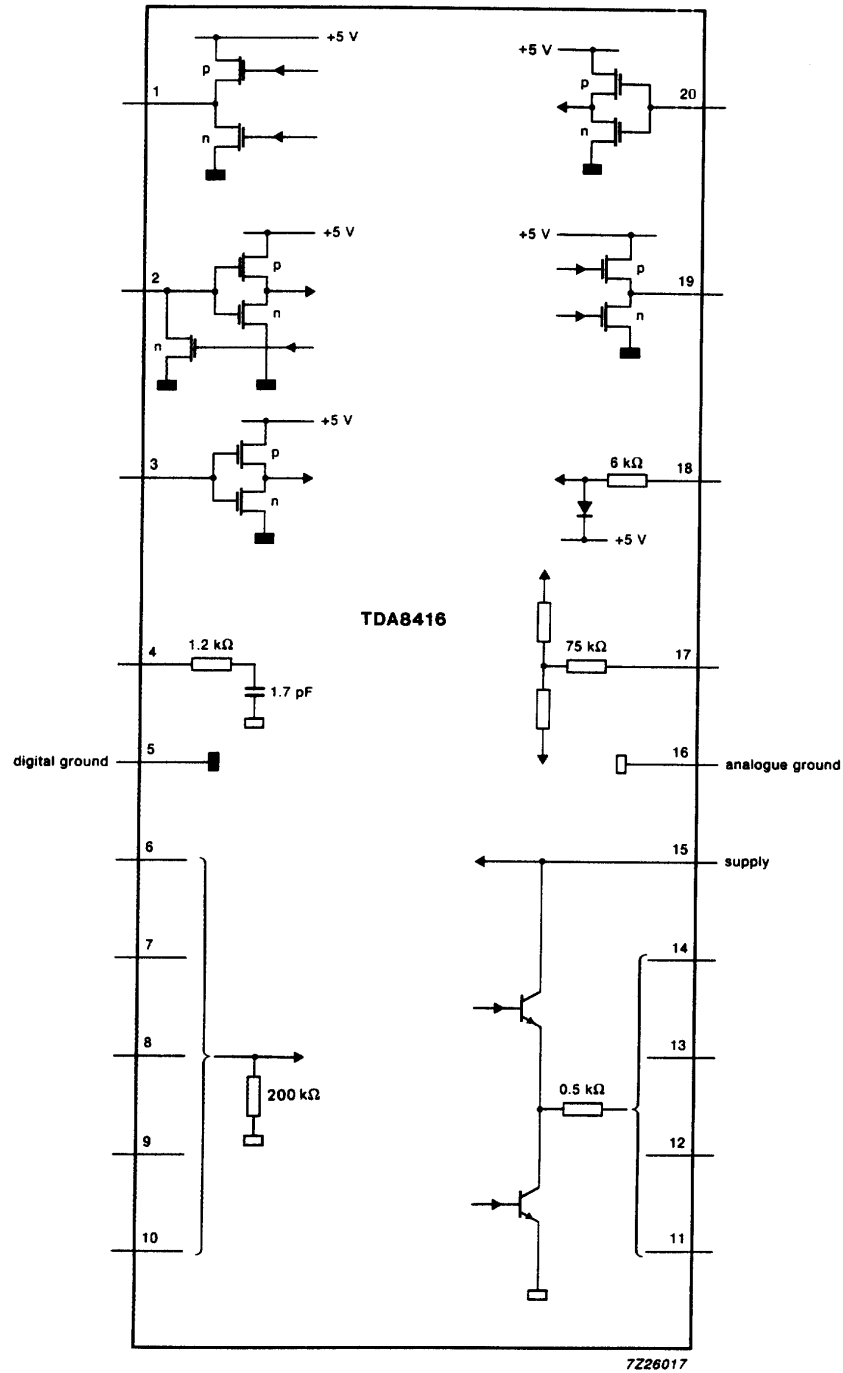 +5 V
p
1
n
+5 V
p
20
n
+5 V
p
2
n
n
+5 V
p
19
n
+5 V
p
3
n
6 kΩ
18
+5 V
TDA8416
4
1.2 kΩ
1.7 pF
75 kΩ
17
digital ground
5
16
analogue ground
6
15
supply
7
14
8
13
200 kΩ
0.5 kΩ
9
12
10
11
7Z26017